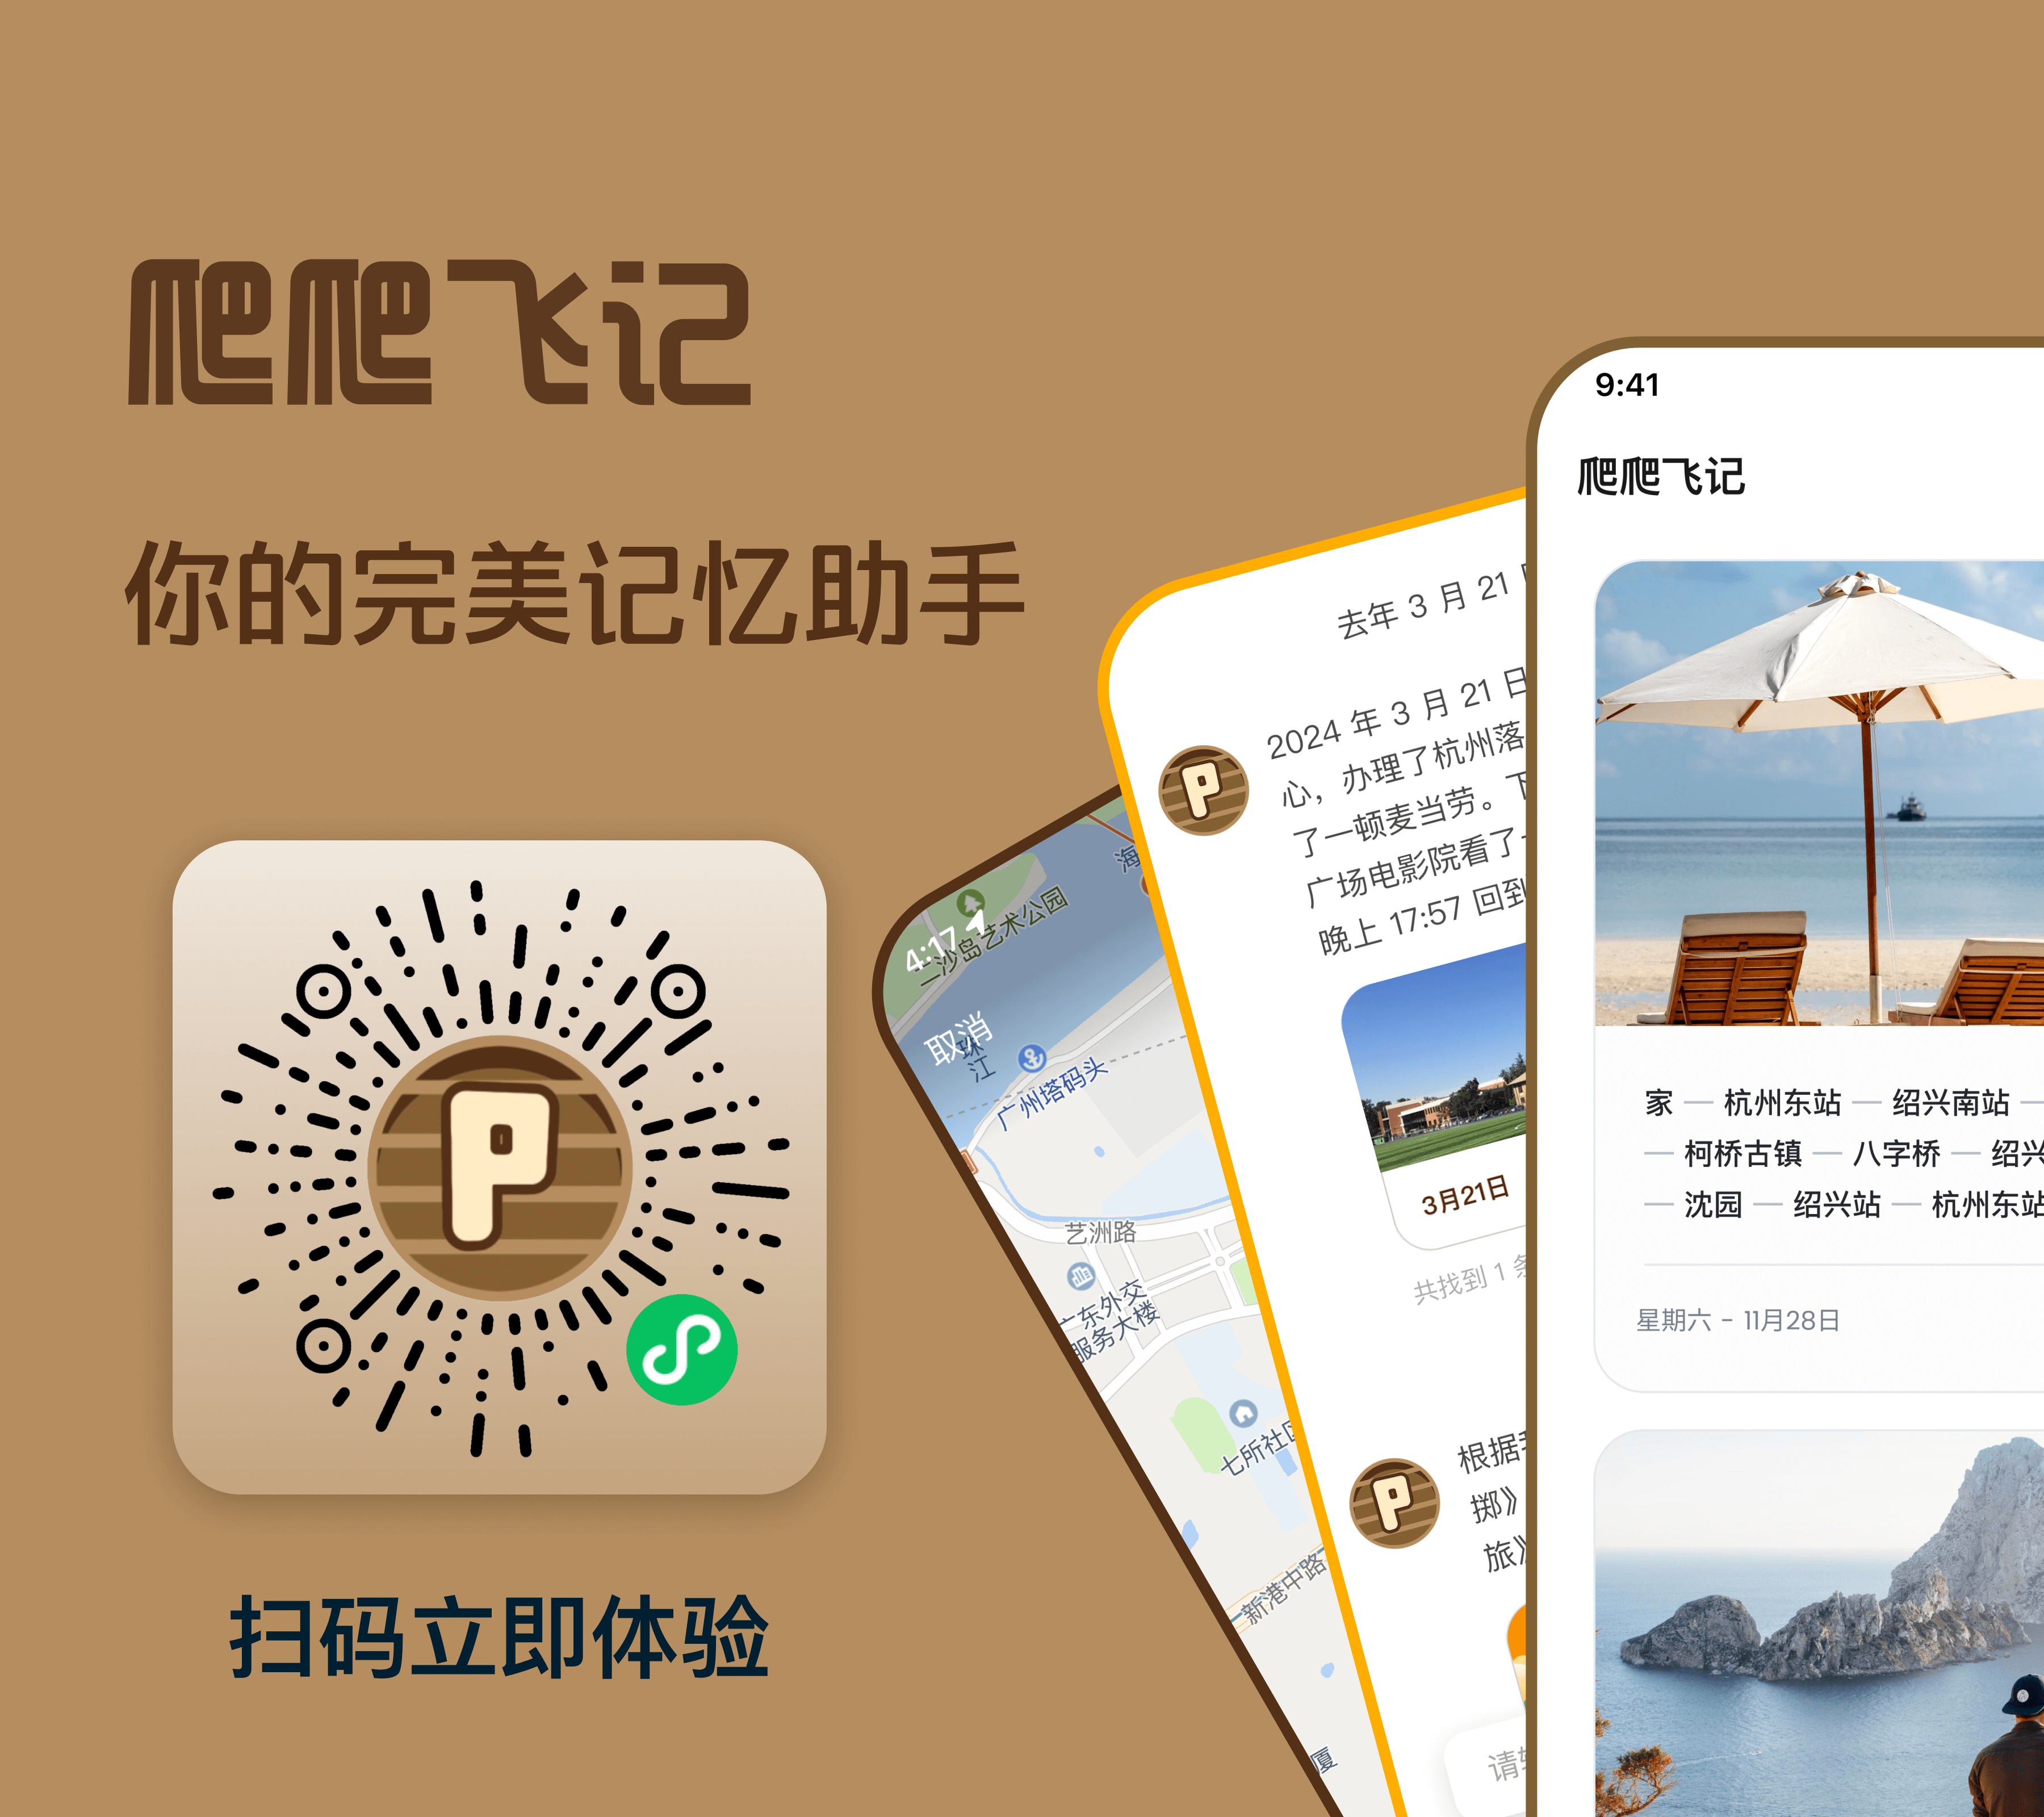 爬爬飞记
你的完美记忆助手
P
扫码立即体验
4:17
二沙岛艺术公园
海
取消
珠江
广州塔码头
艺洲路
广东外交
服务大楼
七所社区
新港中路
厦
去年 3 月 21
2024 年 3 月 21 日
心，办理了杭州落
了一顿麦当劳。下
广场电影院看了
晚上 17:57 回到
3月21日
共找到 1 条
P
根据
掷》
旅》
P
请
9:41
爬爬飞记
家 — 杭州东站 — 绍兴南站 —
— 柯桥古镇 — 八字桥 — 绍兴
— 沈园 — 绍兴站 — 杭州东站
星期六 - 11月28日